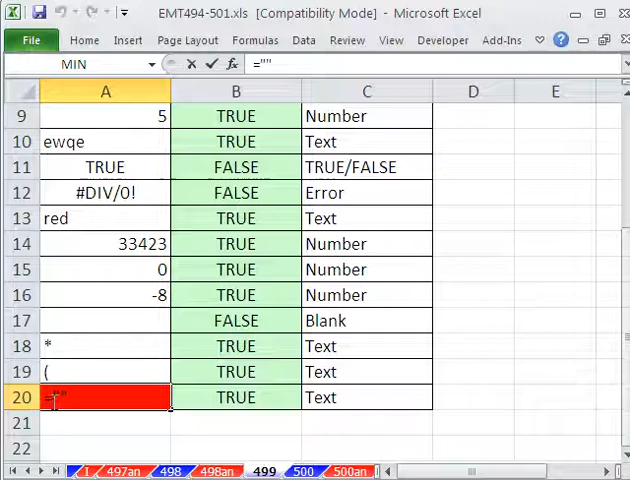 EMT494-501.xls [Compatibility Mode] - Microsoft Excel
File Home Insert Page Layout Formulas Data Review View Developer Add-Ins
MIN fx =""
A B C D E
9 5 TRUE Number
10 ewqe TRUE Text
11 TRUE FALSE TRUE/FALSE
12 #DIV/0! FALSE Error
13 red TRUE Text
14 33423 TRUE Number
15 0 TRUE Number
16 -8 TRUE Number
17 FALSE Blank
18 * TRUE Text
19 ( TRUE Text
20 ="" TRUE Text
21
22
I 497an 498 498an 499 500 500an